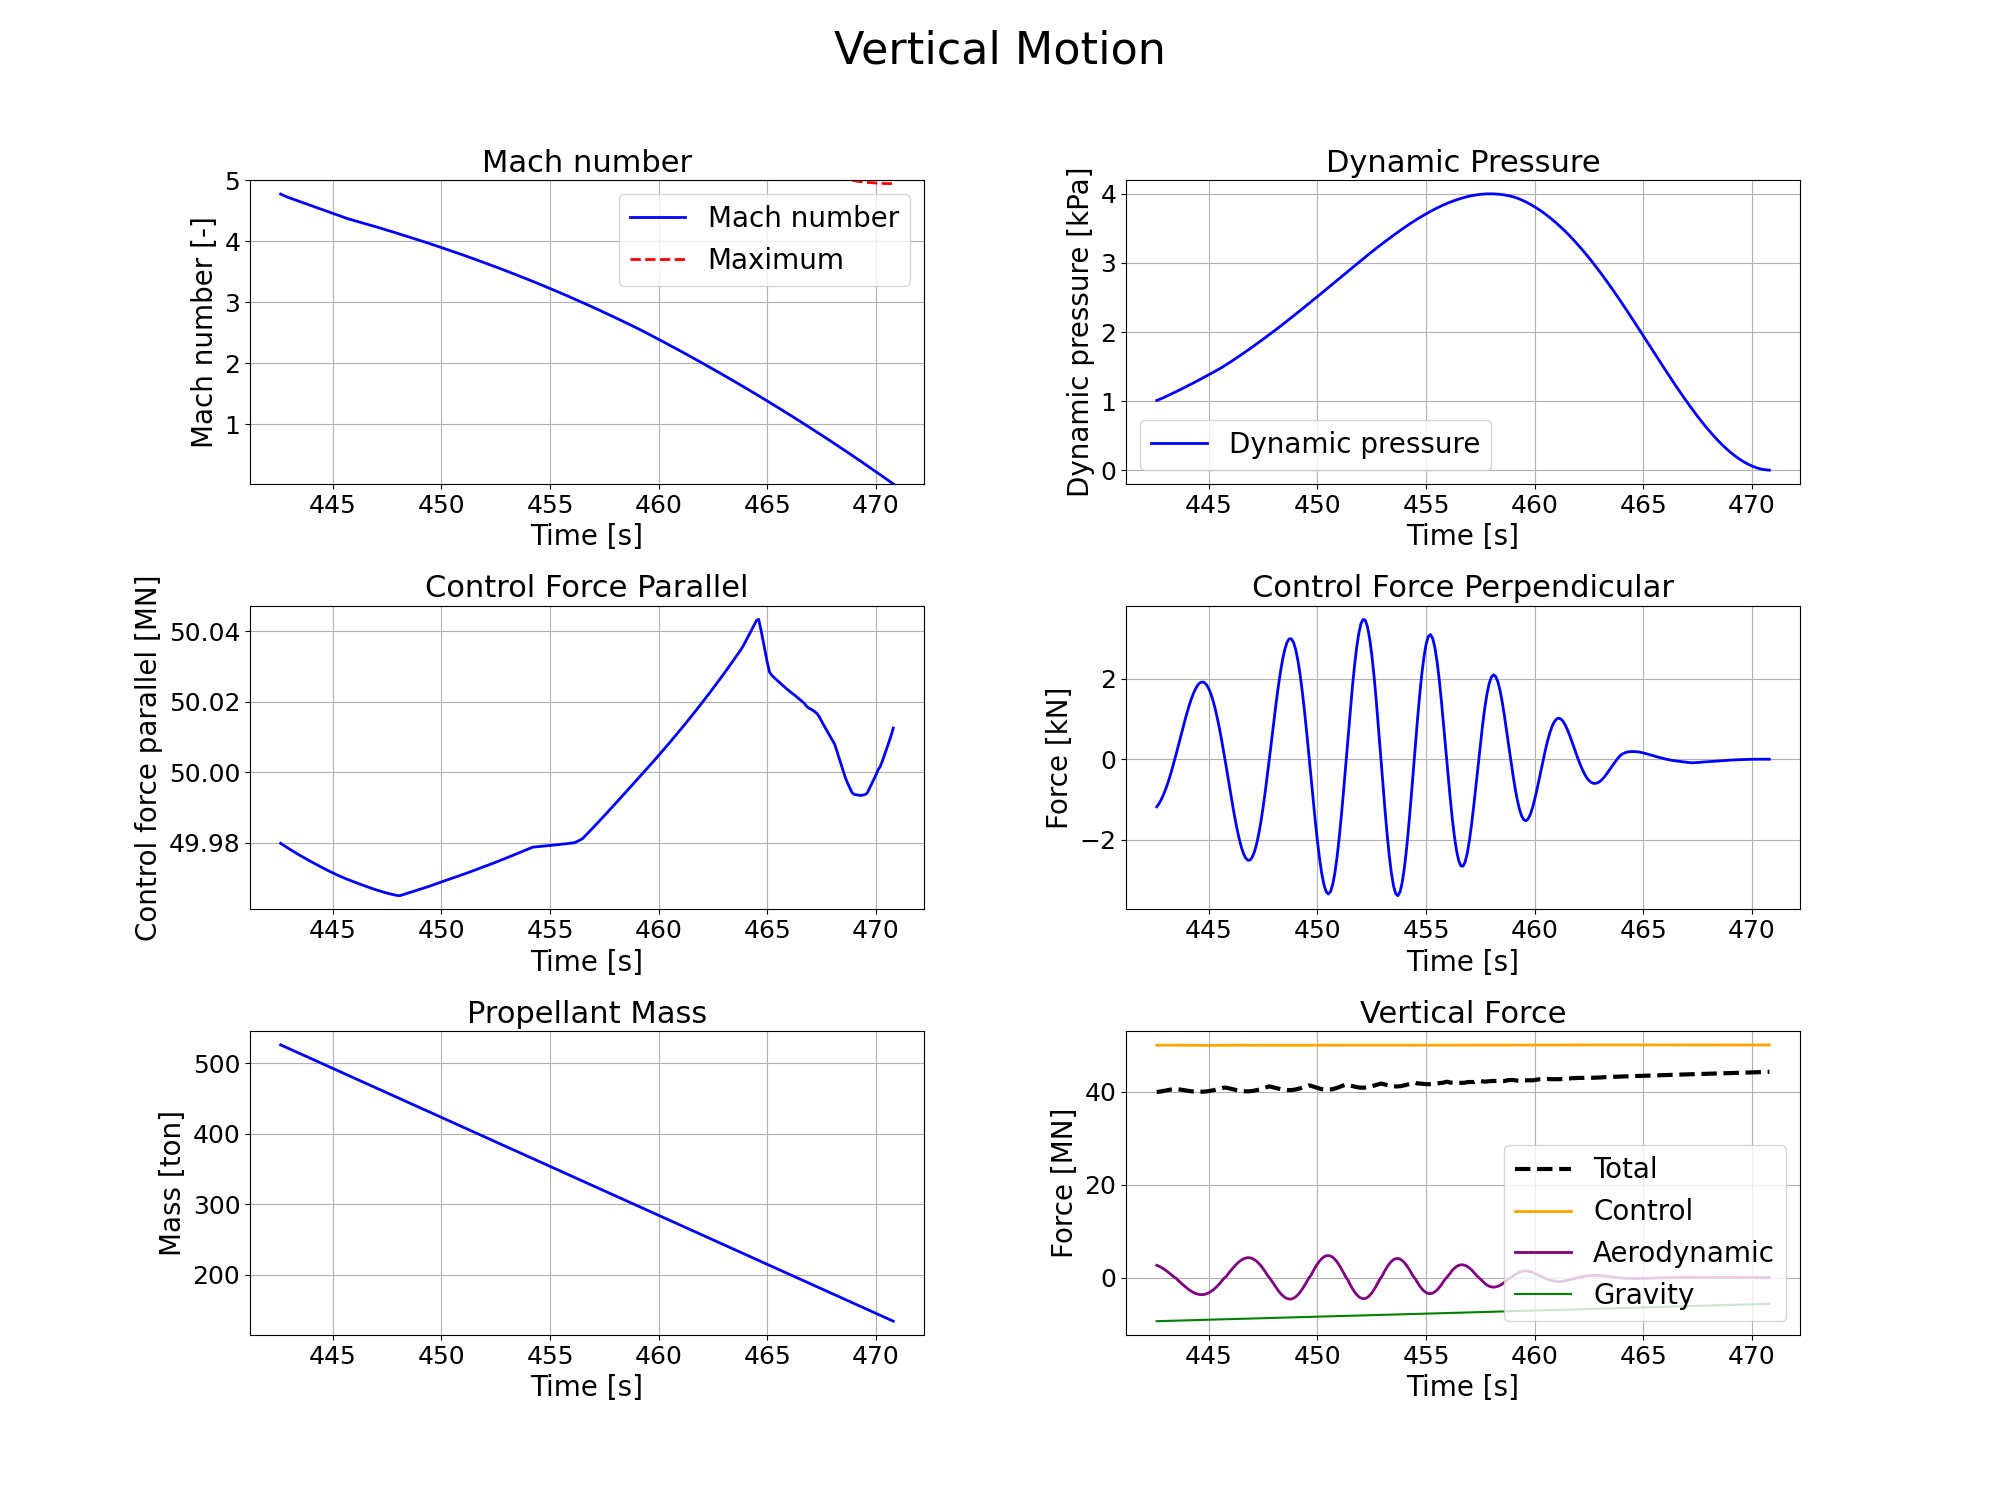 Vertical Motion
Mach number
Mach number [-]
5
4
3
2
1
Mach number
Maximum
445 450 455 460 465 470
Time [s]
Dynamic Pressure
Dynamic pressure [kPa]
4
3
2
1
0
Dynamic pressure
445 450 455 460 465 470
Time [s]
Control Force Parallel
Control force parallel [MN]
50.04
50.02
50.00
49.98
445 450 455 460 465 470
Time [s]
Control Force Perpendicular
Force [kN]
2
0
−2
445 450 455 460 465 470
Time [s]
Propellant Mass
Mass [ton]
500
400
300
200
445 450 455 460 465 470
Time [s]
Vertical Force
Force [MN]
40
20
0
Total
Control
Aerodynamic
Gravity
445 450 455 460 465 470
Time [s]